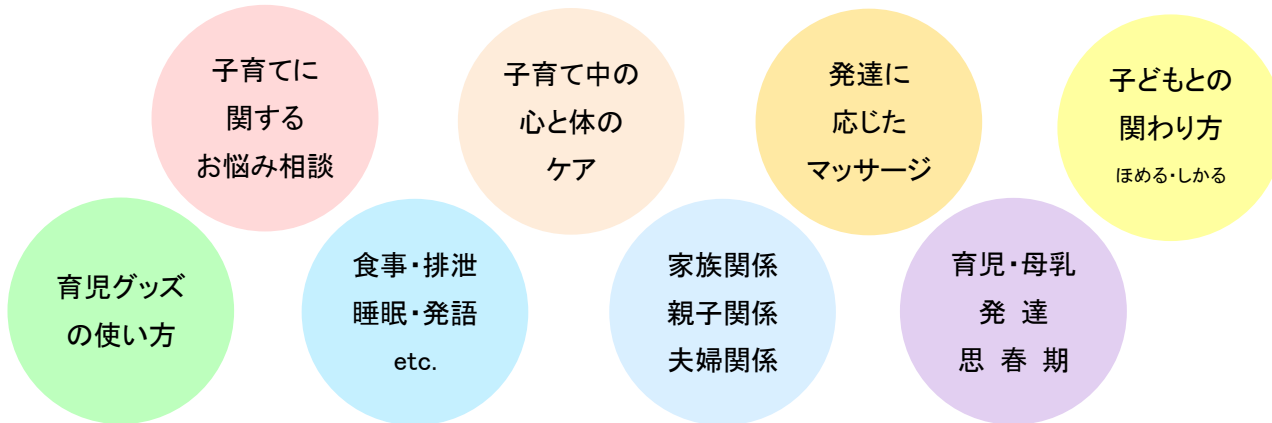 子育てに
関する
お悩み相談
子育て中の
心と体の
ケア
発達に
応じた
マッサージ
子どもとの
関わり方
ほめる・しかる
育児グッズ
の使い方
食事・排泄
睡眠・発語
etc.
家族関係
親子関係
夫婦関係
育児・母乳
発 達
思 春 期